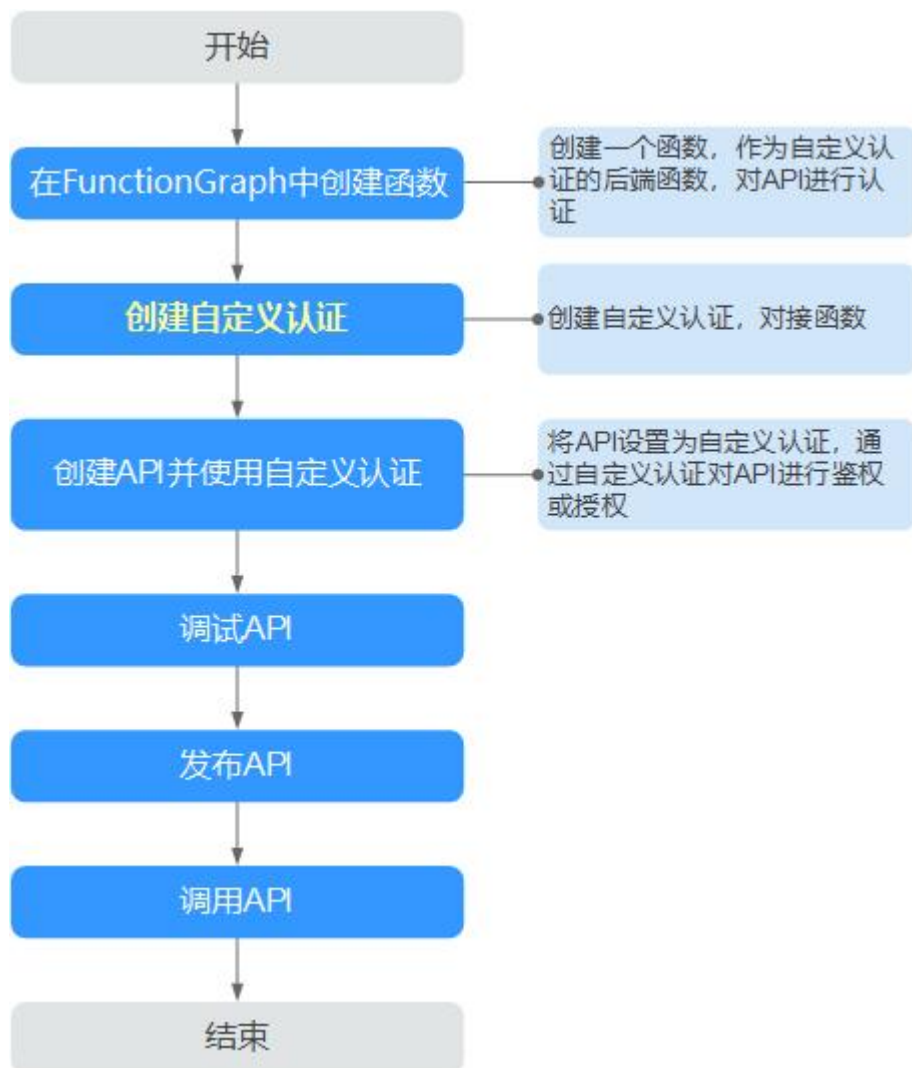 开始
在FunctionGraph中创建函数
创建一个函数，作为自定义认
证的后端函数，对API进行认
证
创建自定义认证
创建自定义认证，对接函数
创建API并使用自定义认证
将API设置为自定义认证，通
过自定义认证对API进行鉴权
或授权
调试API
发布API
调用API
结束